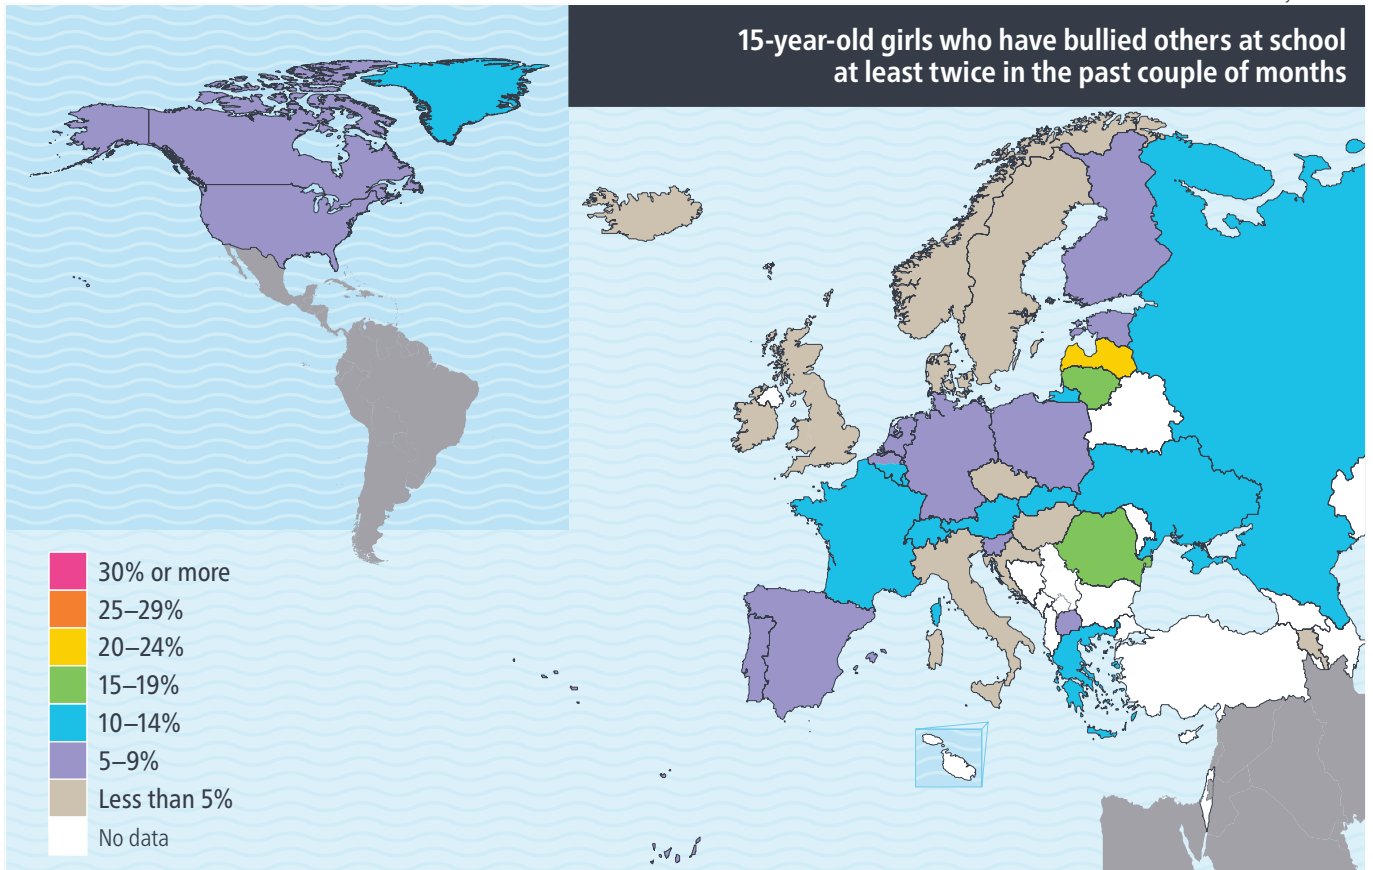 15-year-old girls who have bullied others at school
at least twice in the past couple of months
30% or more
25–29%
20–24%
15–19%
10–14%
5–9%
Less than 5%
No data